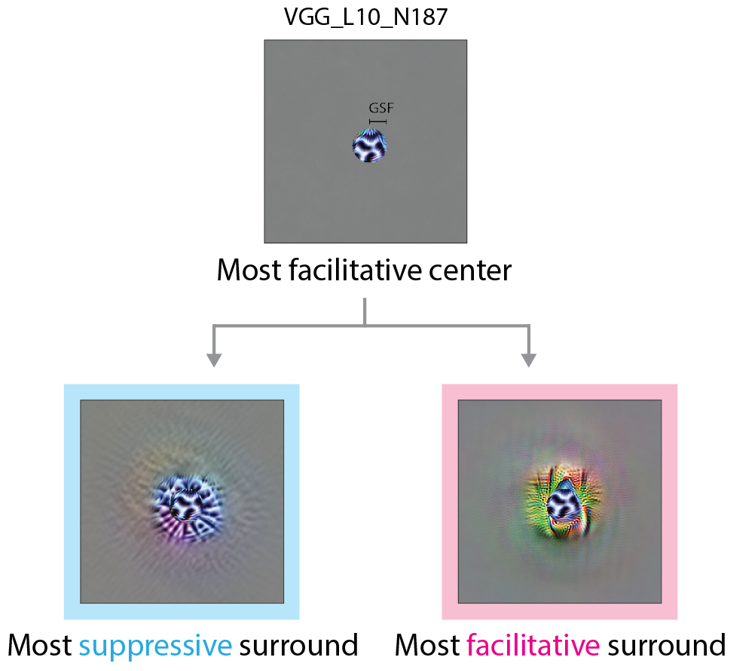 VGG_L10_N187
GSF
Most facilitative center
Most suppressive surround
Most facilitative surround